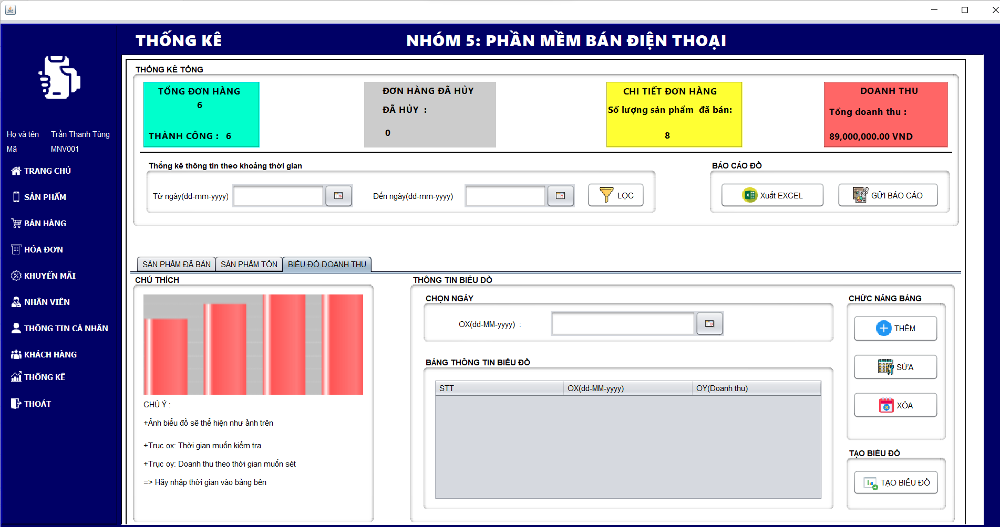 THỐNG KÊ
NHÓM 5: PHẦN MỀM BÁN ĐIỆN THOẠI
Họ và tên Trần Thanh Tùng
Mã MNV001
TRANG CHỦ
SẢN PHẨM
BÁN HÀNG
HÓA ĐƠN
KHUYẾN MÃI
NHÂN VIÊN
THÔNG TIN CÁ NHÂN
KHÁCH HÀNG
THỐNG KÊ
THOÁT
THỐNG KÊ TỔNG
TỔNG ĐƠN HÀNG
6
THÀNH CÔNG : 6
ĐƠN HÀNG ĐÃ HỦY
ĐÃ HỦY :
0
CHI TIẾT ĐƠN HÀNG
Số lượng sản phẩm đã bán:
8
DOANH THU
Tổng doanh thu :
89,000,000.00 VND
Thống kê thông tin theo khoảng thời gian
Từ ngày(dd-mm-yyyy)
Đến ngày(dd-mm-yyyy)
LỌC
BÁO CÁO ĐỒ
Xuất EXCEL
GỬI BÁO CÁO
SẢN PHẨM ĐÃ BÁN
SẢN PHẨM TỒN
BIỂU ĐỒ DOANH THU
CHÚ THÍCH
CHÚ Ý :
+Ảnh biểu đồ sẽ thể hiện như ảnh trên
+Trục ox: Thời gian muốn kiểm tra
+Trục oy: Doanh thu theo thời gian muốn sét
=> Hãy nhập thời gian vào bảng bên
THÔNG TIN BIỂU ĐỒ
CHỌN NGÀY
OX(dd-MM-yyyy) :
BẢNG THÔNG TIN BIỂU ĐỒ
STT OX(dd-MM-yyyy) OY(Doanh thu)
CHỨC NĂNG BẢNG
THÊM
SỬA
XÓA
TẠO BIỂU ĐỒ
TẠO BIỂU ĐỒ